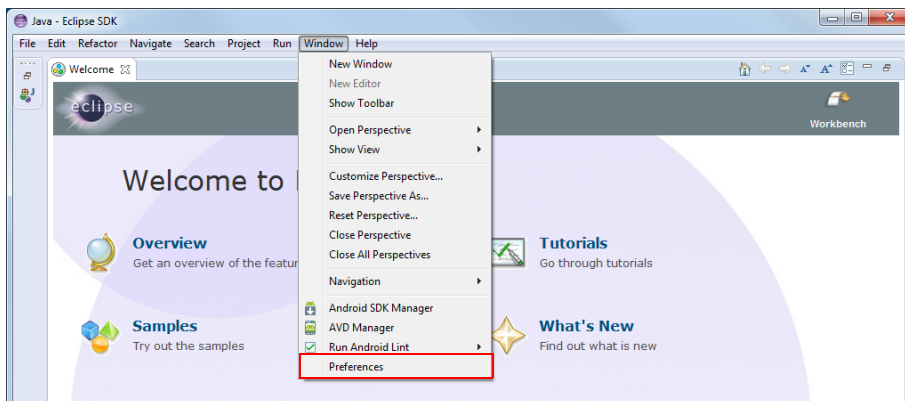 Java - Eclipse SDK
File Edit Refactor Navigate Search Project Run Window Help
Welcome
eclipse
Workbench
New Window
New Editor
Show Toolbar
Open Perspective
Show View
Customize Perspective...
Save Perspective As...
Reset Perspective...
Close Perspective
Close All Perspectives
Navigation
Android SDK Manager
AVD Manager
Run Android Lint
Preferences
Welcome to
Overview
Get an overview of the featur
Tutorials
Go through tutorials
Samples
Try out the samples
What's New
Find out what is new